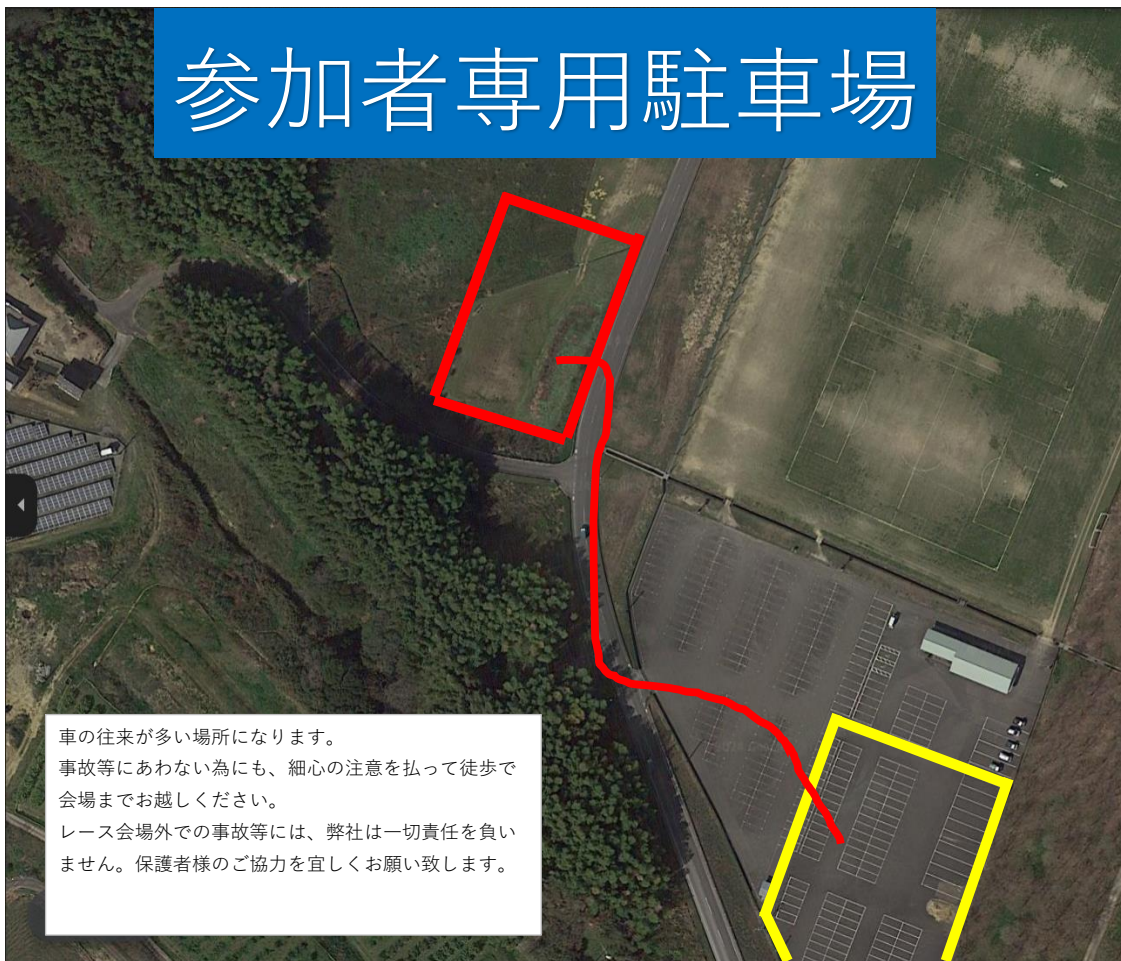 参加者専用駐車場
車の往来が多い場所になります。
事故等にあわない為にも、細心の注意を払って徒歩で
会場までお越しください。
レース会場外での事故等には、弊社は一切責任を負い
ません。保護者様のご協力を宜しくお願い致します。